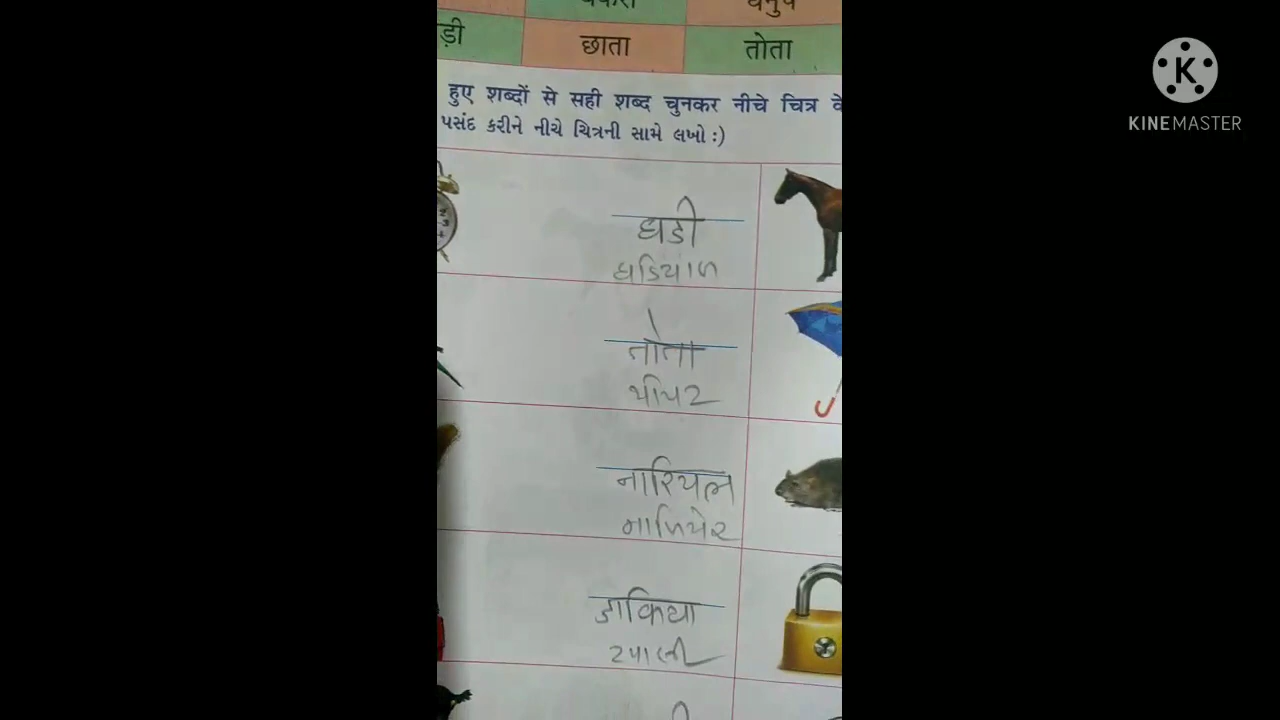 ड़ी छाता तोता
हुए शब्दों से सही शब्द चुनकर नीचे चित्र
પસંદ કરીને નીચે ચિત્રની સામે લખો :)
घडी
ઘડિયાળ
तोता
પોપટ
नारियल
નાળિયેર
डाकिया
ટપાલી
K
KINEMASTER